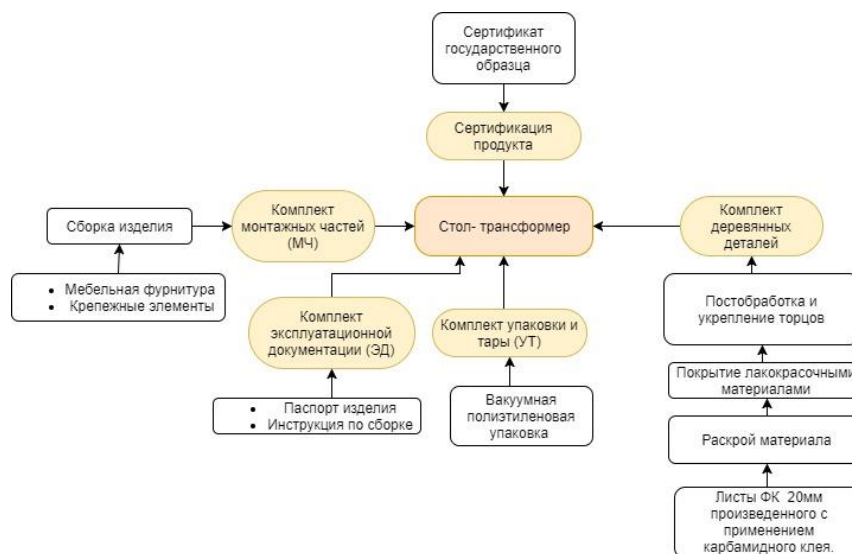 Сертификат
государственного
образца
Сертификация
продукта
Сборка изделия
Комплект
монтажных частей
(МЧ)
Стол- трансформер
Комплект
деревянных
деталей
Мебельная фурнитура
Крепежные элементы
Комплект
эксплуатационной
документации (ЭД)
Комплект упаковки и
тары (УТ)
Постобработка и
укрепление торцов
Паспорт изделия
Инструкция по сборке
Вакуумная
полиэтиленовая
упаковка
Покрытие лакокрасочными
материалами
Раскрой материала
Листы ФК 20мм
произведенного с
применением
карбамидного клея.